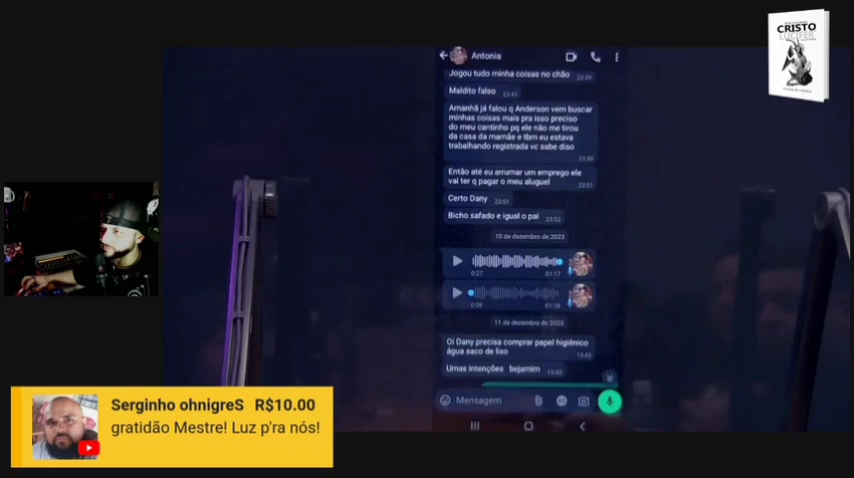 CRISTO
LÚCIFER
Antonia
Jogou tudo minha coisas no chão 23:39
Maldito falso 23:41
Amanhã já falou q Anderson vem buscar
minhas coisas mais pra isso preciso
do meu cantinho pq ele não me tirou
da casa da mamãe e tbm eu estava
trabalhando registrada vc sabe diso
23:50
Então até eu arrumar um emprego ele
vai ter q pagar o meu aluguel 23:51
Certo Dany 23:51
Bicho safado e igual o pai 23:52
10 de dezembro de 2023
0:27 01:17
0:09 01:18
11 de dezembro de 2023
Oi Dany precisa comprar papel higiénico
água saco de lixo 13:42
Umas intenções bejamim 13:42
Mensagem
Serginho ohnigreS R$10.00
gratidão Mestre! Luz p'ra nós!